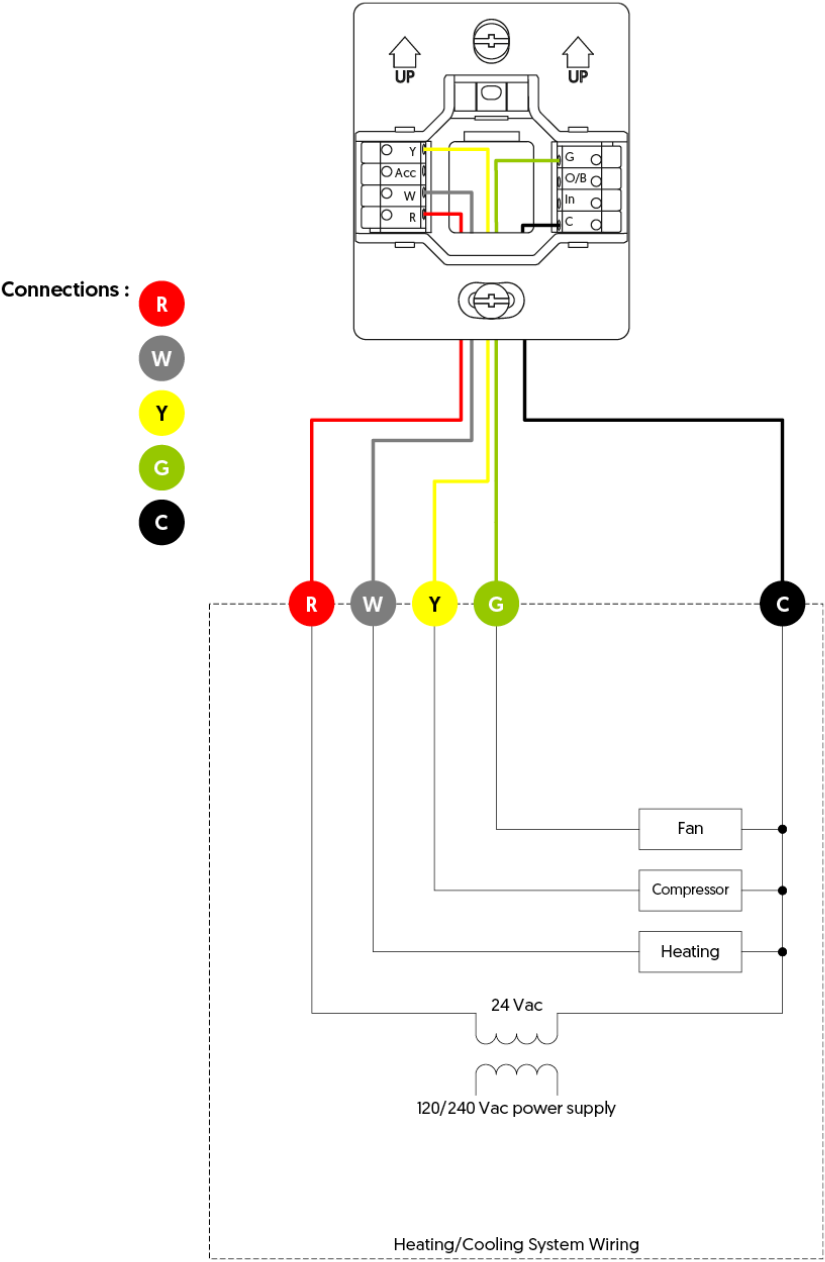 UP
UP
Y
Acc
W
R
G
O/B
In
C
Connections :
R
W
Y
G
C
R W Y G C
Fan
Compressor
Heating
24 Vac
120/240 Vac power supply
Heating/Cooling System Wiring